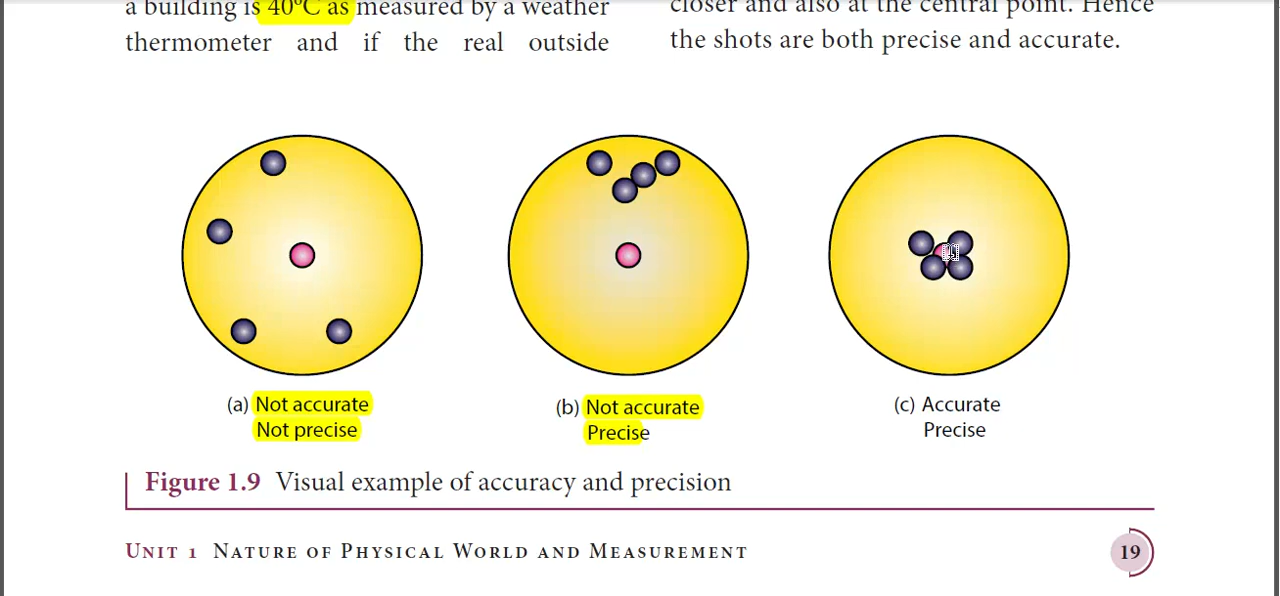 a building is 40°C as measured by a weather
thermometer and if the real outside
closer and also at the central point. Hence
the shots are both precise and accurate.
(a) Not accurate
Not precise
(b) Not accurate
Precise
(c) Accurate
Precise
Figure 1.9 Visual example of accuracy and precision
UNIT 1 NATURE OF PHYSICAL WORLD AND MEASUREMENT
19